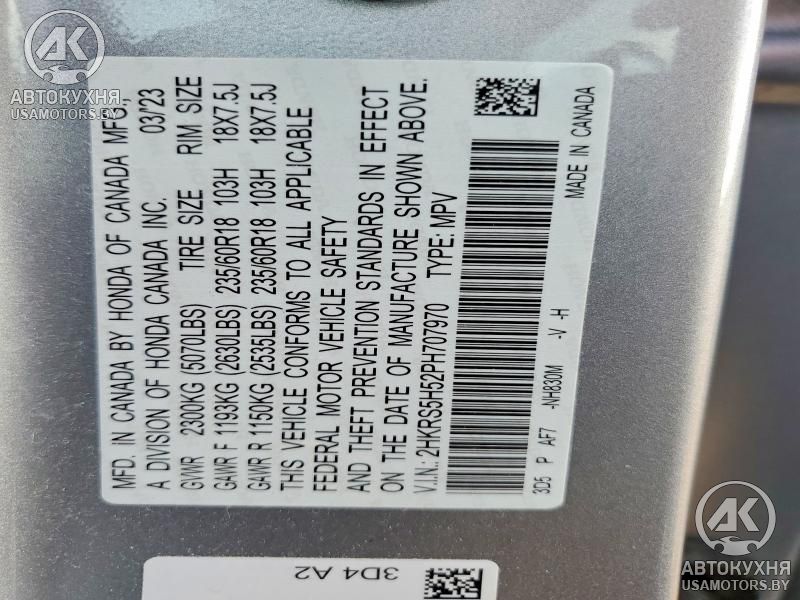 MFD. IN CANADA BY HONDA OF CANADA MFG.,
A DIVISION OF HONDA CANADA INC. 03/23
GVWR 2300KG (5070LBS) TIRE SIZE RIM SIZE
GAWR F 1193KG (2630LBS) 235/60R18 103H 18X7.5J
GAWR R 1150KG (2535LBS) 235/60R18 103H 18X7.5J
THIS VEHICLE CONFORMS TO ALL APPLICABLE
FEDERAL MOTOR VEHICLE SAFETY
AND THEFT PREVENTION STANDARDS IN EFFECT
ON THE DATE OF MANUFACTURE SHOWN ABOVE.
V.I.N.: 2HKRS5H52PH707970 TYPE: MPV
3D5 P AF7 -NH830M -V -H
MADE IN CANADA
3D4 A2
АК
АВТОКУХНЯ
USAMOTORS.BY
АК
АВТОКУХНЯ
USAMOTORS.BY